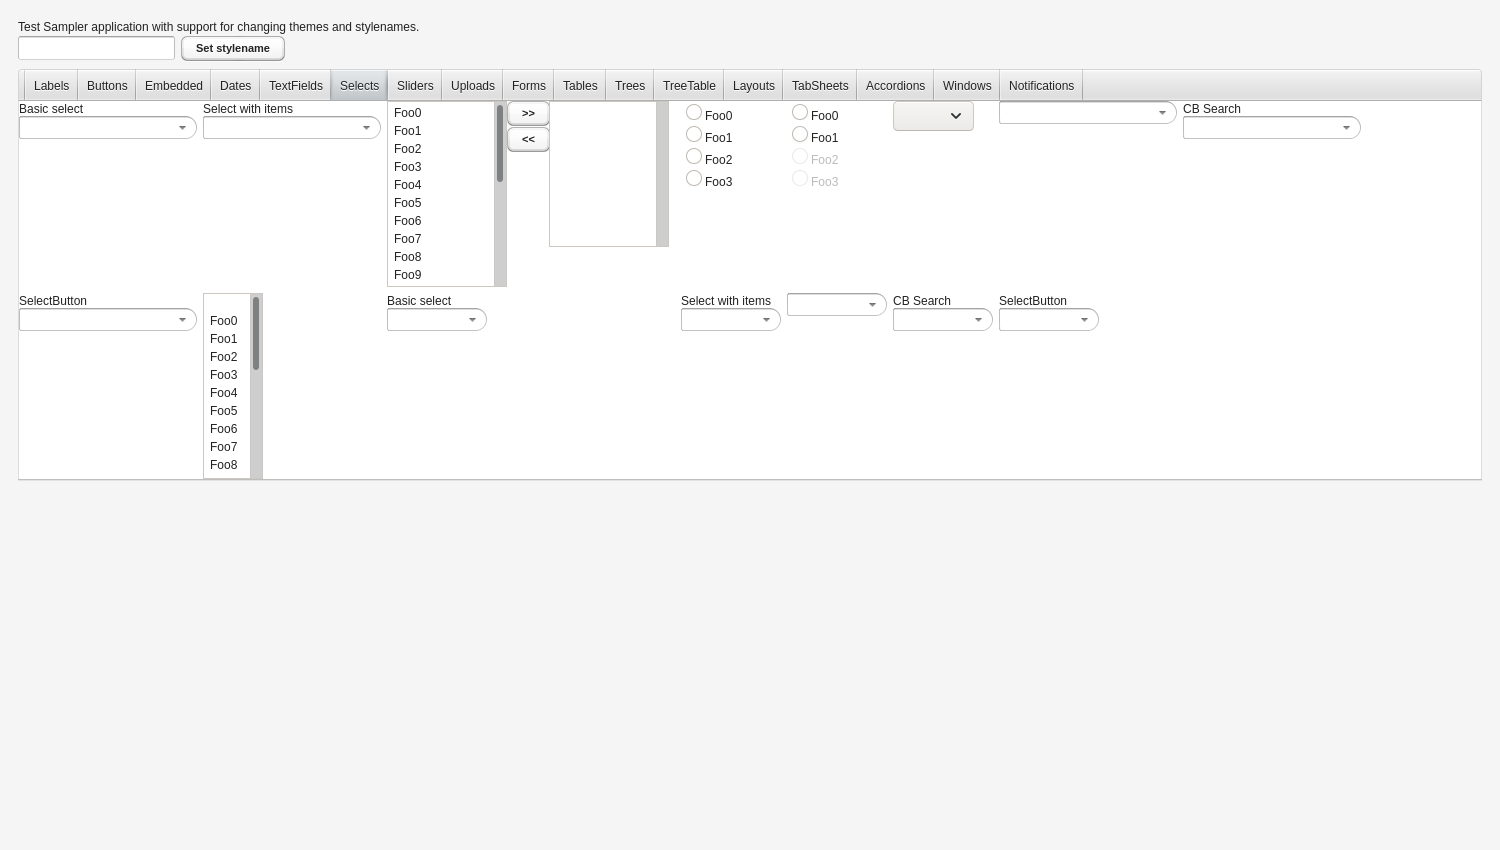 Test Sampler application with support for changing themes and stylenames.
Set stylename
Labels Buttons Embedded Dates TextFields Selects Sliders Uploads Forms Tables Trees TreeTable Layouts TabSheets Accordions Windows Notifications
Basic select
Select with items
Foo0
Foo1
Foo2
Foo3
Foo4
Foo5
Foo6
Foo7
Foo8
Foo9
>>
<<
Foo0
Foo1
Foo2
Foo3
Foo0
Foo1
Foo2
Foo3
CB Search
SelectButton
Foo0
Foo1
Foo2
Foo3
Foo4
Foo5
Foo6
Foo7
Foo8
Basic select
Select with items
CB Search
SelectButton